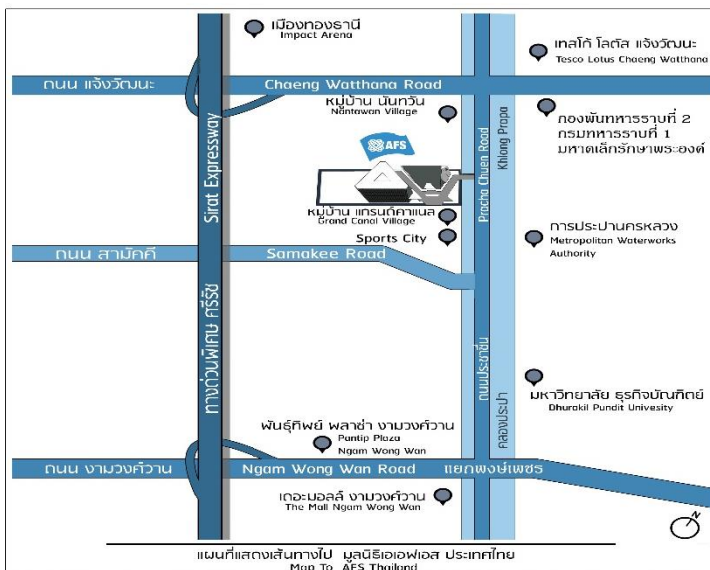 เมืองทองธานี
Impact Arena
เทสโก้ โลตัส แจ้งวัฒนะ
Tesco Lotus Chaeng Watthana
ถนน แจ้งวัฒนะ
Chaeng Watthana Road
หมู่บ้าน นันทวัน
Nantawan Village
กองพันทหารราบที่ 2
กรมทหารราบที่ 1
มหาดเล็กรักษาพระองค์
AFS
Sirat Expressway
Pracha Chuen Road
Khlong Prapa
หมู่บ้าน แกรนด์คาแนล
Grand Canal Village
Sports City
การประปานครหลวง
Metropolitan Waterworks
Authority
ถนน สามัคคี
Samakee Road
ทางด่วนพิเศษ ศรีรัช
ถนนประชาชื่น
คลองประปา
มหาวิทยาลัย ธุรกิจบัณฑิตย์
Dhurakij Pundit Univesity
พันธุ์ทิพย์ พลาซ่า งามวงศ์วาน
Pantip Plaza
Ngam Wong Wan
ถนน งามวงศ์วาน
Ngam Wong Wan Road
แยกพงษ์เพชร
เดอะมอลล์ งามวงศ์วาน
The Mall Ngam Wong Wan
N
แผนที่แสดงเส้นทางไป มูลนิธิเอเอฟเอส ประเทศไทย
Map To AFS Thailand